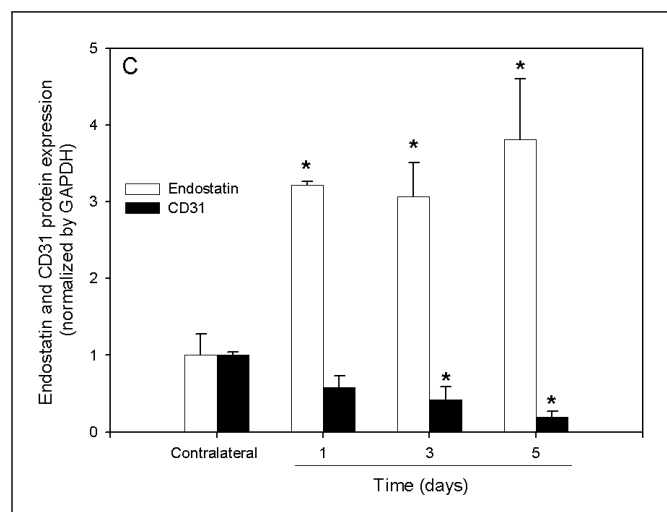 C
Endostatin and CD31 protein expression
(normalized by GAPDH)
5
4
3
2
1
0
Endostatin
CD31
*
*
*
*
*
Contralateral 1 3 5
Time (days)